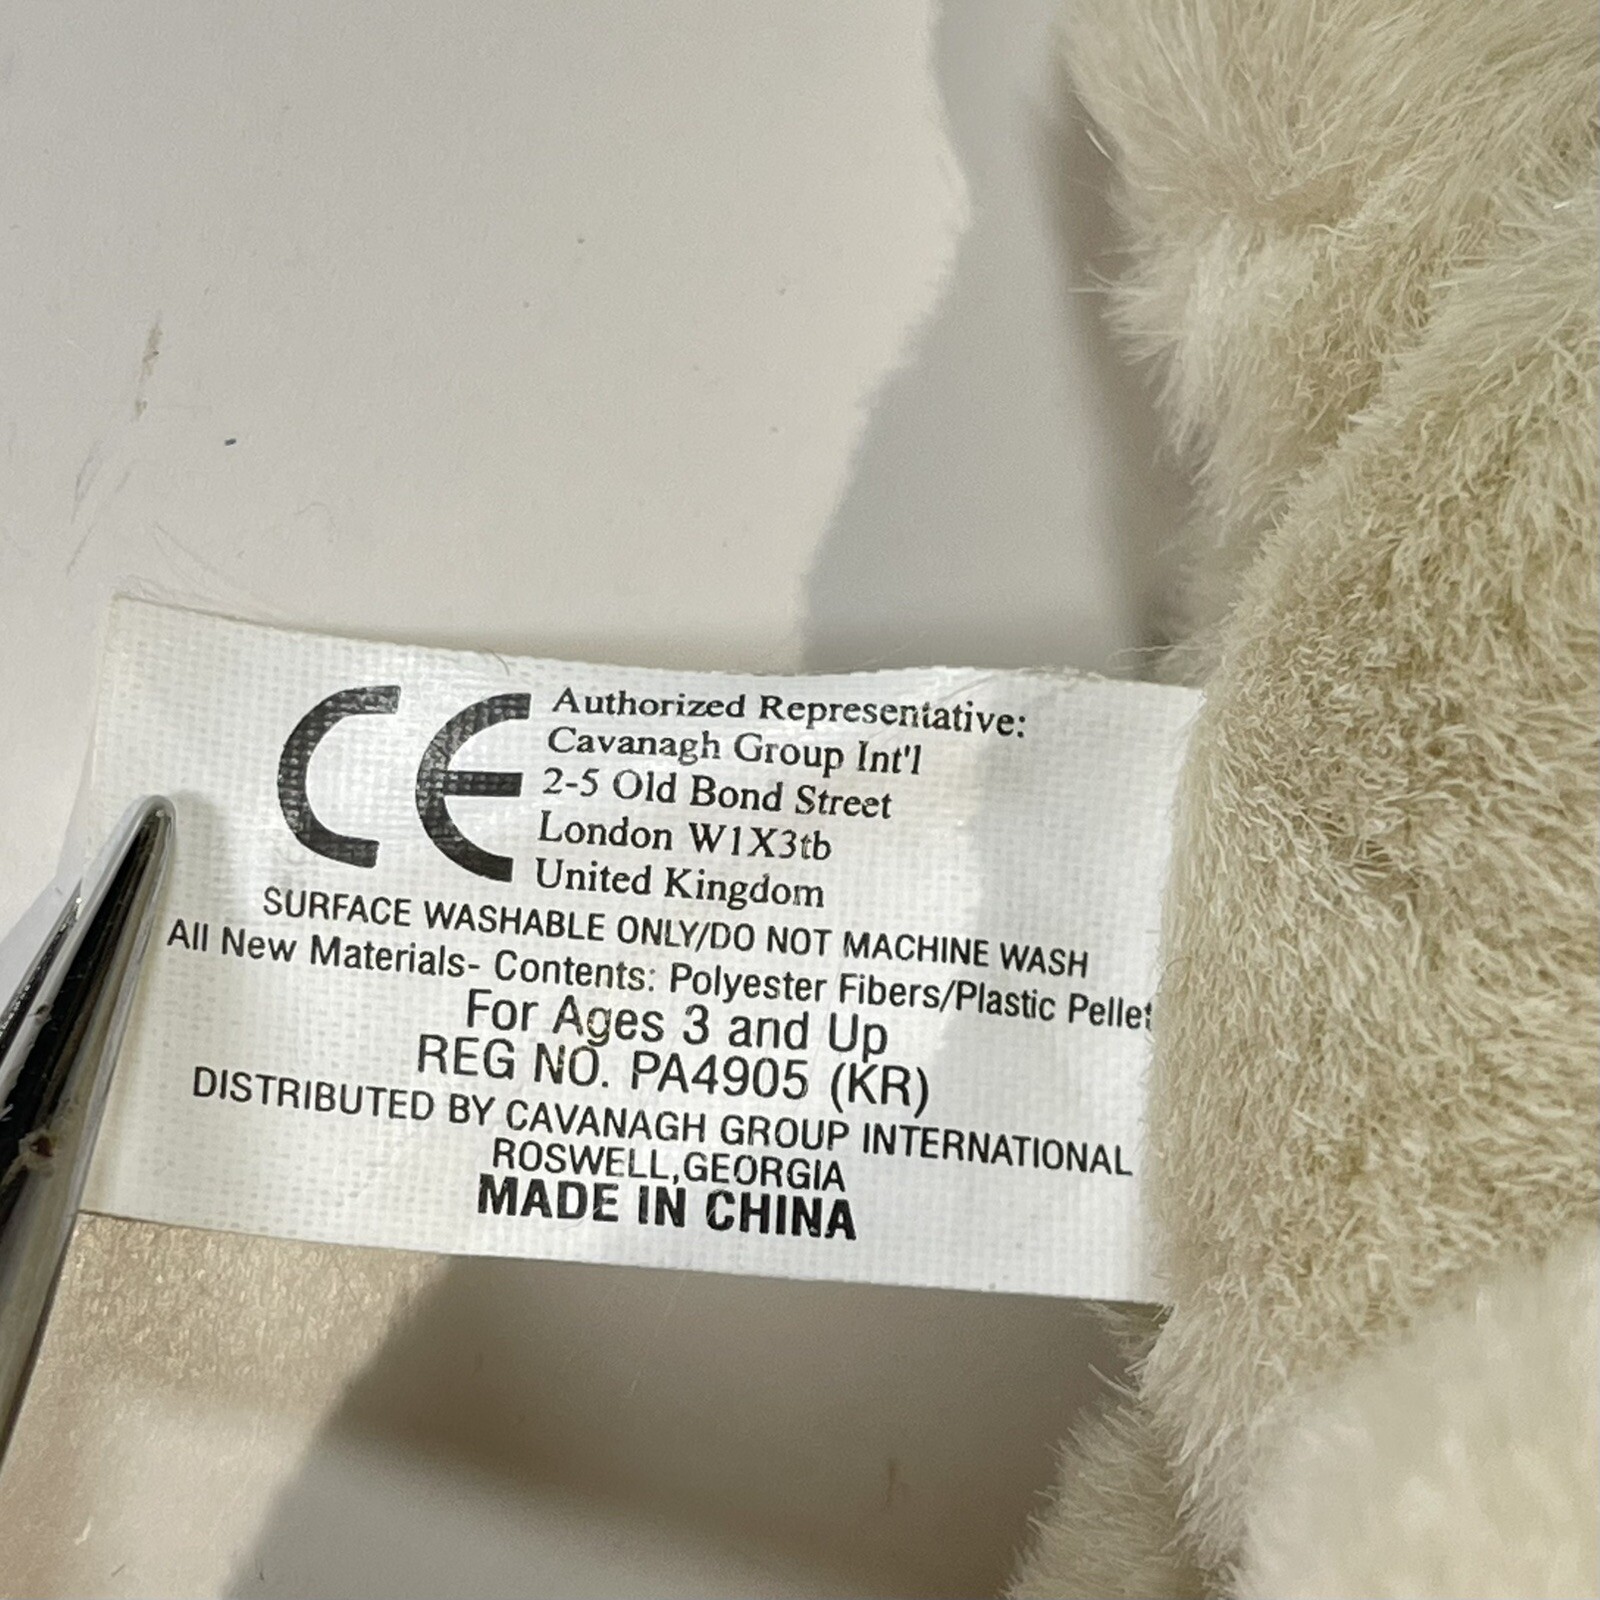 CE
Authorized Representative:
Cavanagh Group Int'l
2-5 Old Bond Street
London W1X3tb
United Kingdom
SURFACE WASHABLE ONLY/DO NOT MACHINE WASH
All New Materials- Contents: Polyester Fibers/Plastic Pellet
For Ages 3 and Up
REG NO. PA4905 (KR)
DISTRIBUTED BY CAVANAGH GROUP INTERNATIONAL
ROSWELL,GEORGIA
MADE IN CHINA